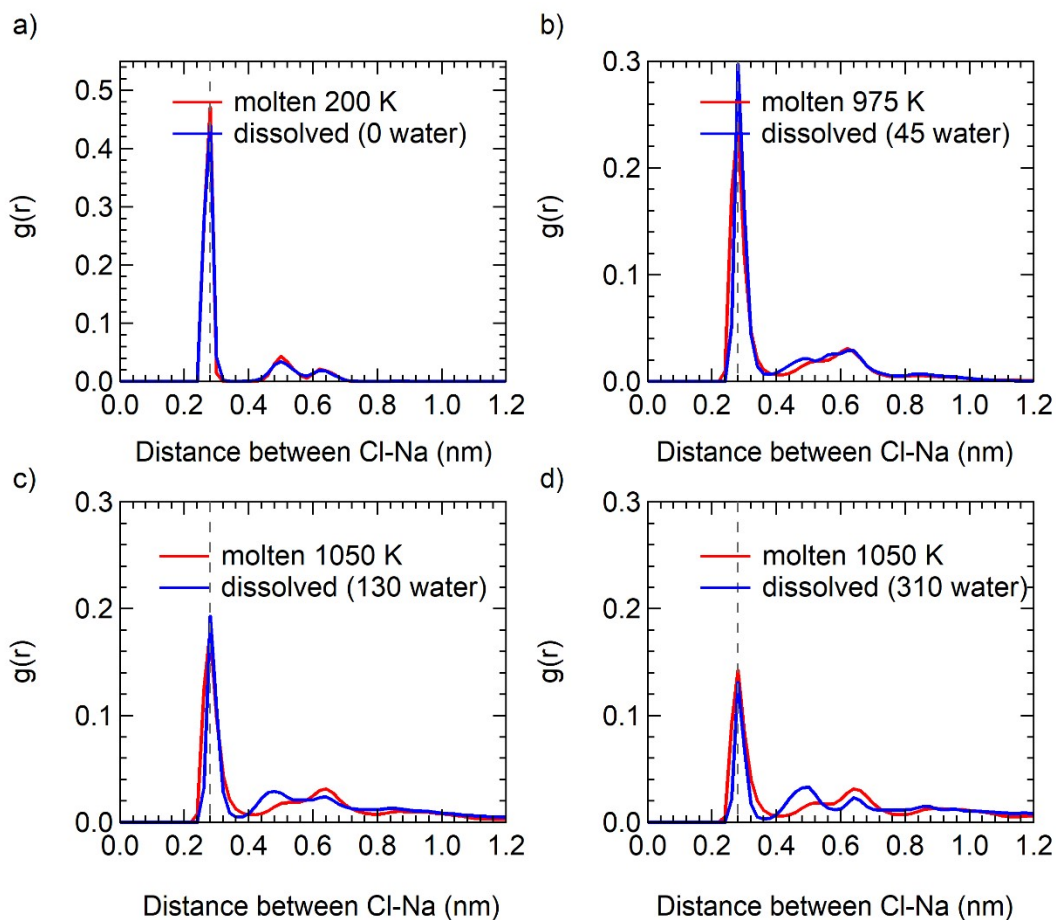 a)
0.5
0.4
0.3
0.2
0.1
0.0
g(r)
molten 200 K
dissolved (0 water)
0.0 0.2 0.4 0.6 0.8 1.0 1.2
Distance between Cl-Na (nm)
b)
0.3
0.2
0.1
0.0
g(r)
molten 975 K
dissolved (45 water)
0.0 0.2 0.4 0.6 0.8 1.0 1.2
Distance between Cl-Na (nm)
c)
0.3
0.2
0.1
0.0
g(r)
molten 1050 K
dissolved (130 water)
0.0 0.2 0.4 0.6 0.8 1.0 1.2
Distance between Cl-Na (nm)
d)
0.3
0.2
0.1
0.0
g(r)
molten 1050 K
dissolved (310 water)
0.0 0.2 0.4 0.6 0.8 1.0 1.2
Distance between Cl-Na (nm)